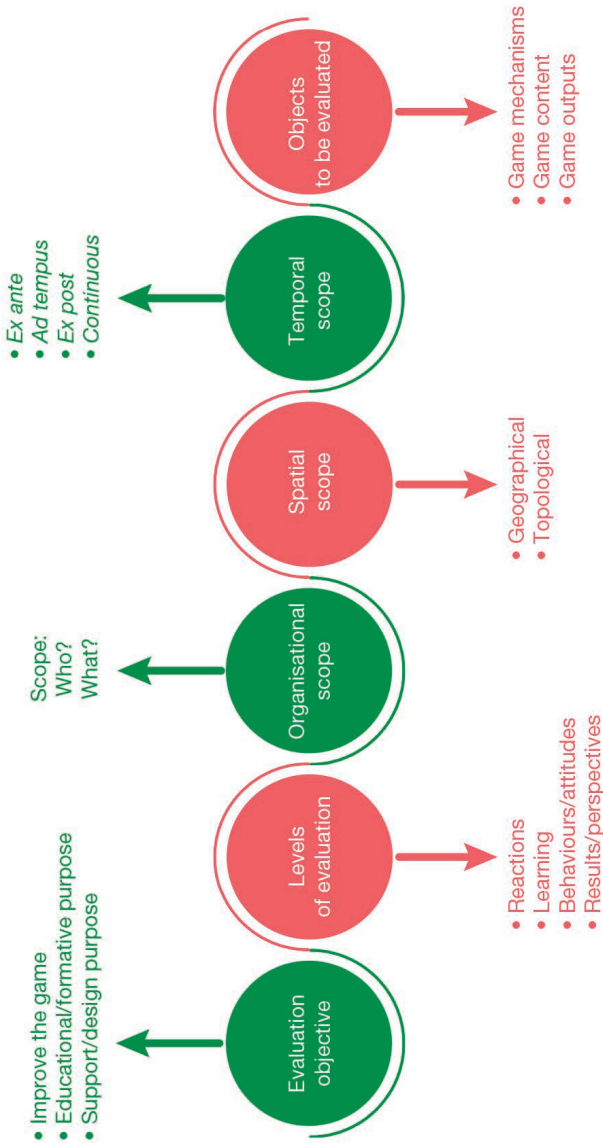 • Improve the game
• Educational/formative purpose
• Support/design purpose
Evaluation
objective
Levels
of evaluation
• Reactions
• Learning
• Behaviours/attitudes
• Results/perspectives
Scope:
Who?
What?
Organisational
scope
Spatial
scope
• Geographical
• Topological
• Ex ante
• Ad tempus
• Ex post
• Continuous
Temporal
scope
Objects
to be evaluated
• Game mechanisms
• Game content
• Game outputs